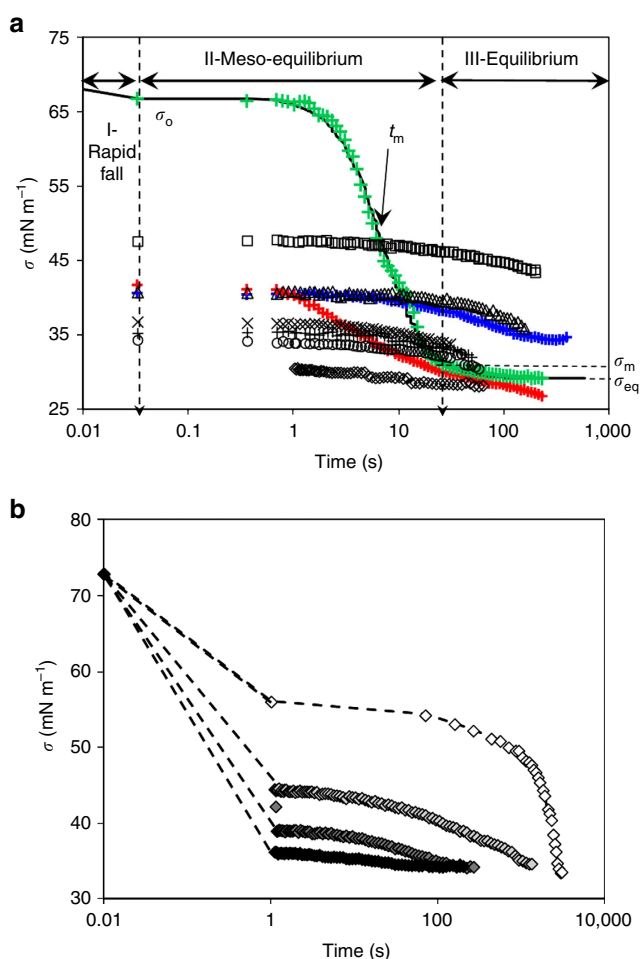 a
75
65
55
45
35
25
σ (mN m⁻¹)
II-Meso-equilibrium
III-Equilibrium
I-
Rapid
fall
σo
tm
σm
σeq
0.01
0.1
1
10
100
1,000
Time (s)
b
80
70
60
50
40
30
σ (mN m⁻¹)
0.01
1
100
10,000
Time (s)